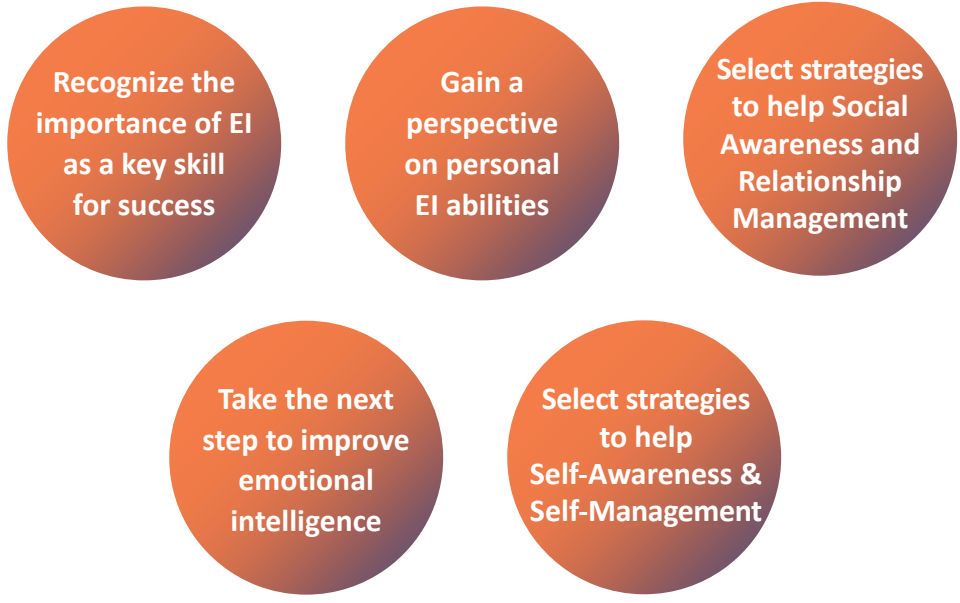 Recognize the
importance of EI
as a key skill
for success
Gain a
perspective
on personal
EI abilities
Select strategies
to help Social
Awareness and
Relationship
Management
Take the next
step to improve
emotional
intelligence
Select strategies
to help
Self-Awareness &
Self-Management